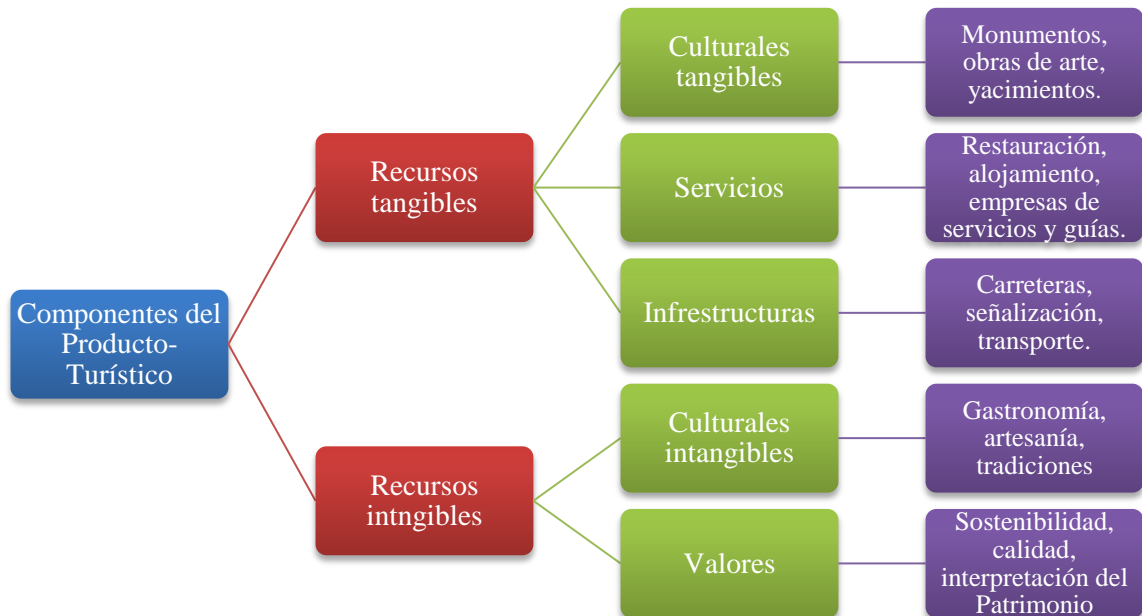 Componentes del
Producto-
Turístico
Recursos
tangibles
Culturales
tangibles
Monumentos,
obras de arte,
yacimientos.
Servicios
Restauración,
alojamiento,
empresas de
servicios y guías.
Infrestructuras
Carreteras,
señalización,
transporte.
Recursos
intngibles
Culturales
intangibles
Gastronomía,
artesanía,
tradiciones
Valores
Sostenibilidad,
calidad,
interpretación del
Patrimonio